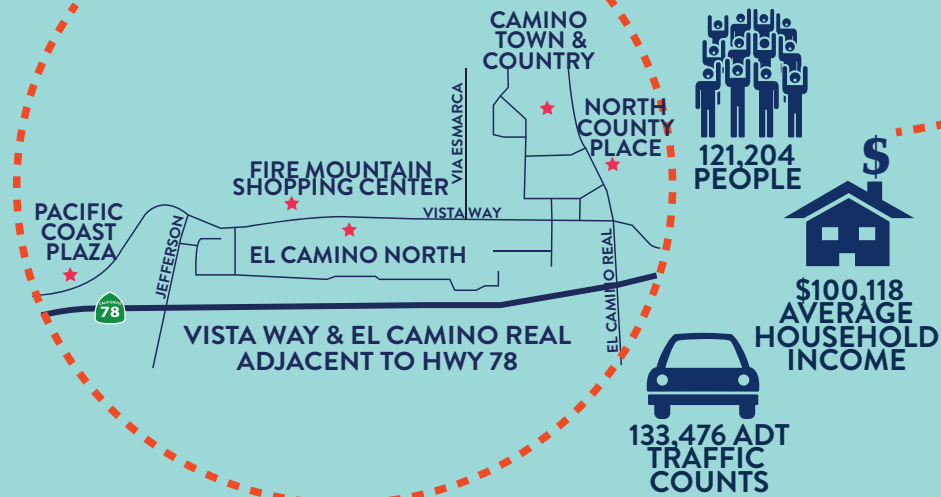 CAMINO
TOWN &
COUNTRY
NORTH
COUNTY
PLACE
VIA ESMARCA
FIRE MOUNTAIN
SHOPPING CENTER
VISTA WAY
PACIFIC
COAST
PLAZA
JEFFERSON
EL CAMINO NORTH
EL CAMINO REAL
CALIFORNIA
78
VISTA WAY & EL CAMINO REAL
ADJACENT TO HWY 78
121,204
PEOPLE
$
$100,118
AVERAGE
HOUSEHOLD
INCOME
133,476 ADT
TRAFFIC
COUNTS